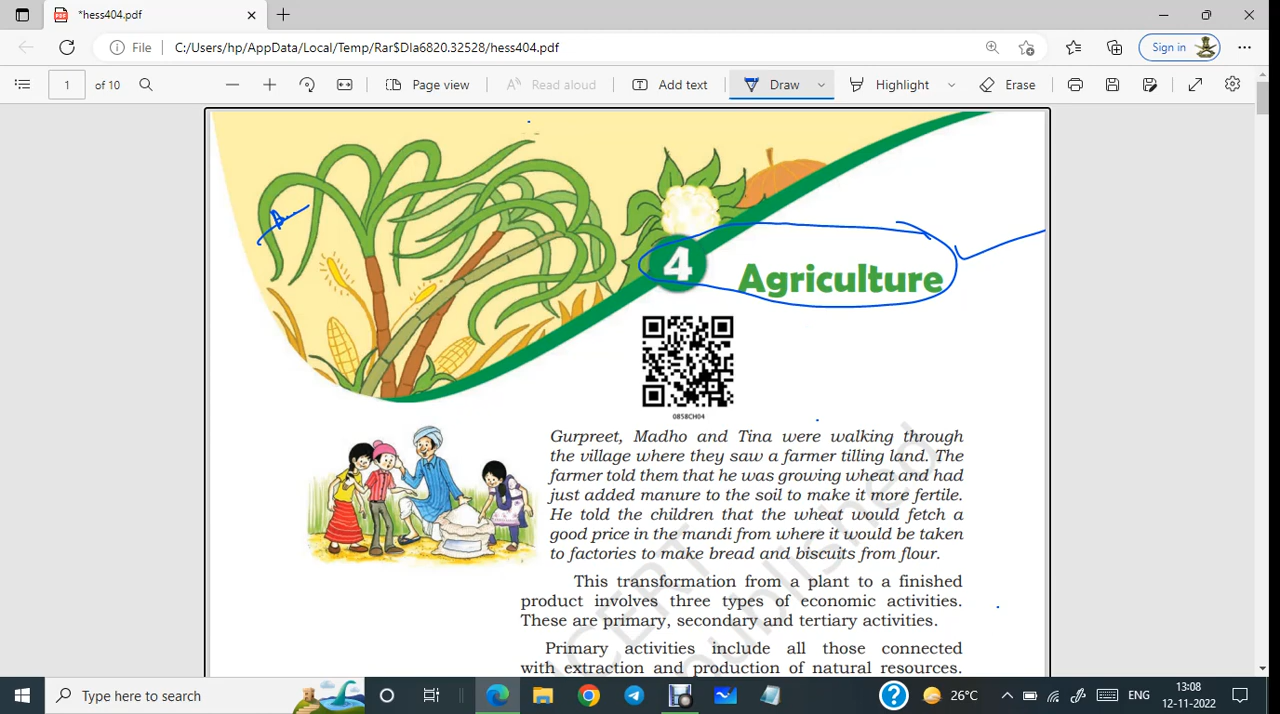 *hess404.pdf
File
C:/Users/hp/AppData/Local/Temp/Rar$DIa6820.32528/hess404.pdf
Sign in
1
of 10
Page view
Read aloud
Add text
Draw
Highlight
Erase
4
Agriculture
0858CH04
Gurpreet, Madho and Tina were walking through
the village where they saw a farmer tilling land. The
farmer told them that he was growing wheat and had
just added manure to the soil to make it more fertile.
He told the children that the wheat would fetch a
good price in the mandi from where it would be taken
to factories to make bread and biscuits from flour.
This transformation from a plant to a finished
product involves three types of economic activities.
These are primary, secondary and tertiary activities.
Primary activities include all those connected
with extraction and production of natural resources.
Type here to search
26°C
ENG
13:08
12-11-2022